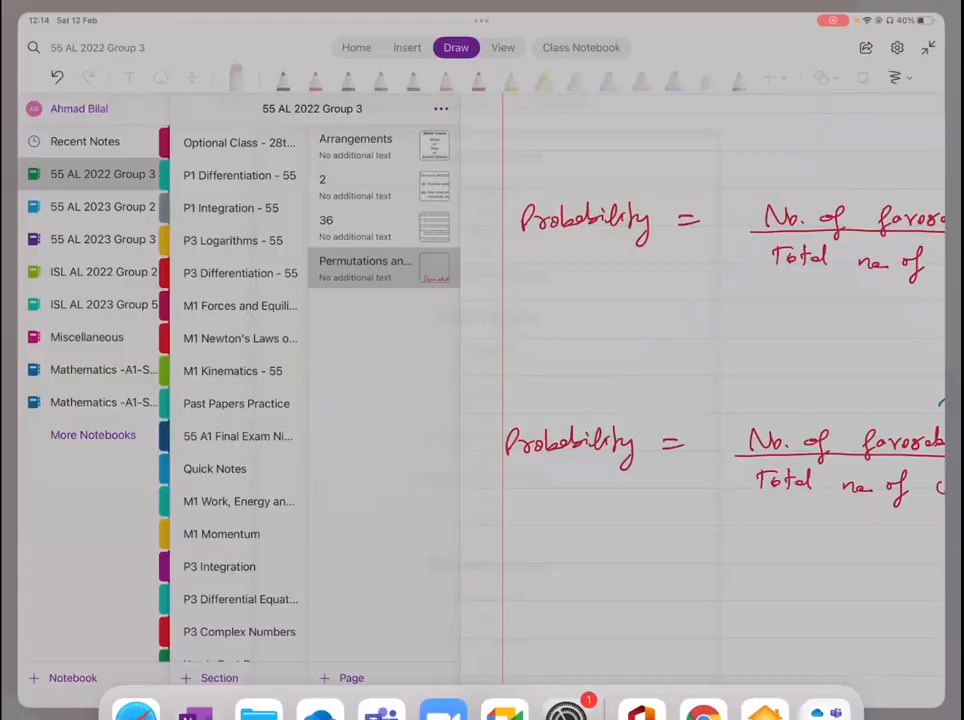 12:14 Sat 12 Feb
40%
55 AL 2022 Group 3
Home Insert Draw View Class Notebook
T
AB Ahmad Bilal
Recent Notes
55 AL 2022 Group 3
55 AL 2023 Group 2
55 AL 2023 Group 3
ISL AL 2022 Group 2
ISL AL 2023 Group 5
Miscellaneous
Mathematics -A1-S...
Mathematics -A1-S...
More Notebooks
+ Notebook
55 AL 2022 Group 3
Optional Class - 28t...
P1 Differentiation - 55
P1 Integration - 55
P3 Logarithms - 55
P3 Differentiation - 55
M1 Forces and Equili...
M1 Newton's Laws o...
M1 Kinematics - 55
Past Papers Practice
55 A1 Final Exam Ni...
Quick Notes
M1 Work, Energy an...
M1 Momentum
P3 Integration
P3 Differential Equat...
P3 Complex Numbers
+ Section
Arrangements
No additional text
2
No additional text
36
No additional text
Permutations an...
No additional text
+ Page
Probability = No. of favora
Total no of
Probability = No. of favorab
Total no of
1